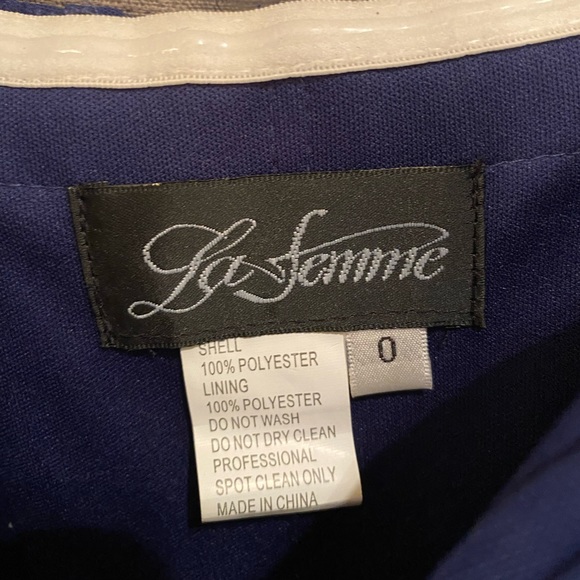 La Femme
0
SHELL
100% POLYESTER
LINING
100% POLYESTER
DO NOT WASH
DO NOT DRY CLEAN
PROFESSIONAL
SPOT CLEAN ONLY
MADE IN CHINA